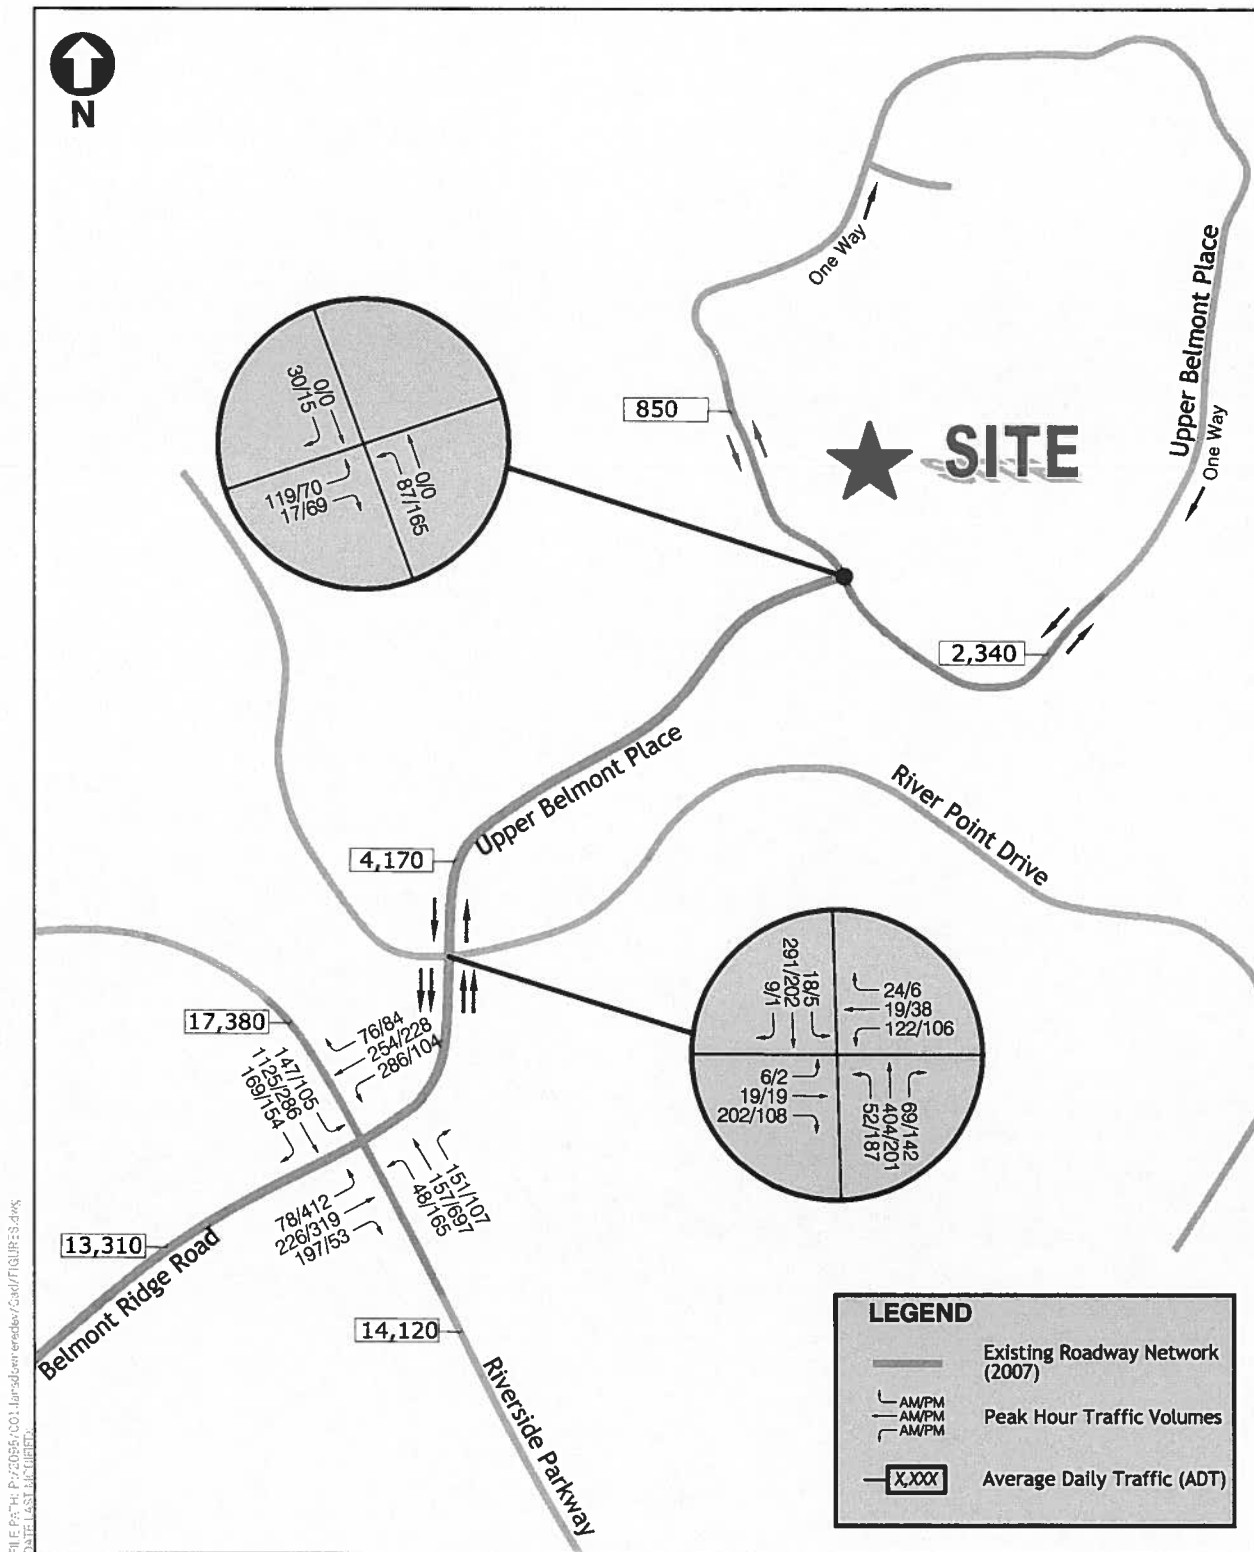 N
One Way
Upper Belmont Place
One Way
850
SITE
0/0
30/15
0/0
87/165
119/70
17/69
2,340
Upper Belmont Place
River Point Drive
4,170
18/5
291/202
9/1
24/6
19/38
122/106
6/2
19/19
202/108
69/142
404/201
52/187
17,380
76/84
254/228
286/104
147/105
1125/286
169/154
151/107
157/697
48/165
78/412
226/319
197/53
13,310
Belmont Ridge Road
14,120
Riverside Parkway
LEGEND
Existing Roadway Network
(2007)
AM/PM
AM/PM
AM/PM
Peak Hour Traffic Volumes
X,XXX
Average Daily Traffic (ADT)